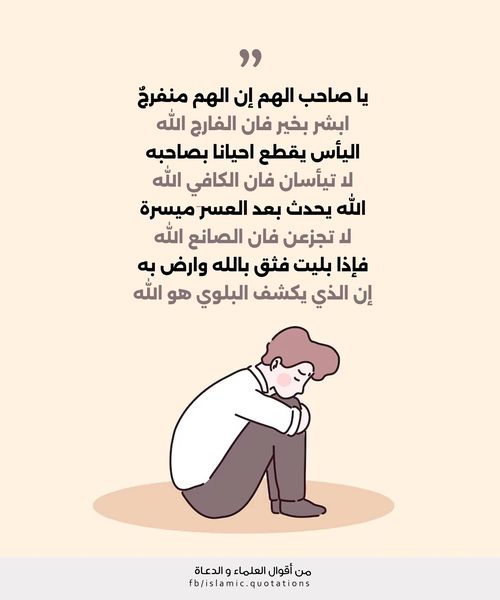 يا صاحب الهم إن الهم منفرجٌ
ابشر بخير فان الفارج الله
اليأس يقطع احيانا بصاحبه
لا تيأسان فان الكافي الله
الله يحدث بعد العسر ميسرة
لا تجزعن فان الصانع الله
فإذا بليت فثق بالله وارض به
إن الذي يكشف البلوي هو الله
من أقوال العلماء و الدعاة
fb/islamic.quotations